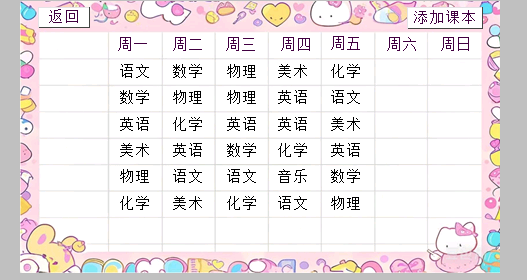 返回 添加课本
周一 周二 周三 周四 周五 周六 周日
语文 数学 物理 美术 化学
数学 物理 物理 英语 语文
英语 化学 英语 英语 美术
美术 英语 数学 化学 英语
物理 语文 语文 音乐 数学
化学 美术 化学 语文 物理